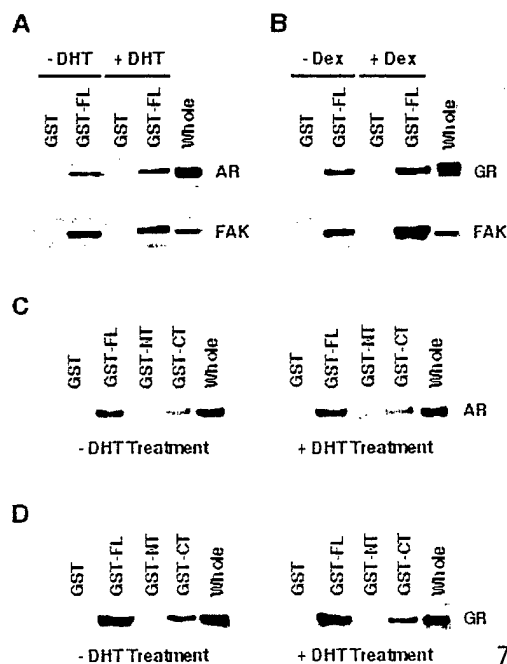 A
B
- DHT + DHT
- Dex + Dex
GST GST-FL GST GST-FL Whole
GST GST-FL GST GST-FL Whole
AR
GR
FAK
FAK
C
GST GST-FL GST-NT GST-CT Whole
GST GST-FL GST-NT GST-CT Whole
AR
- DHT Treatment
+ DHT Treatment
D
GST GST-FL GST-NT GST-CT Whole
GST GST-FL GST-NT GST-CT Whole
GR
- DHT Treatment
+ DHT Treatment
7